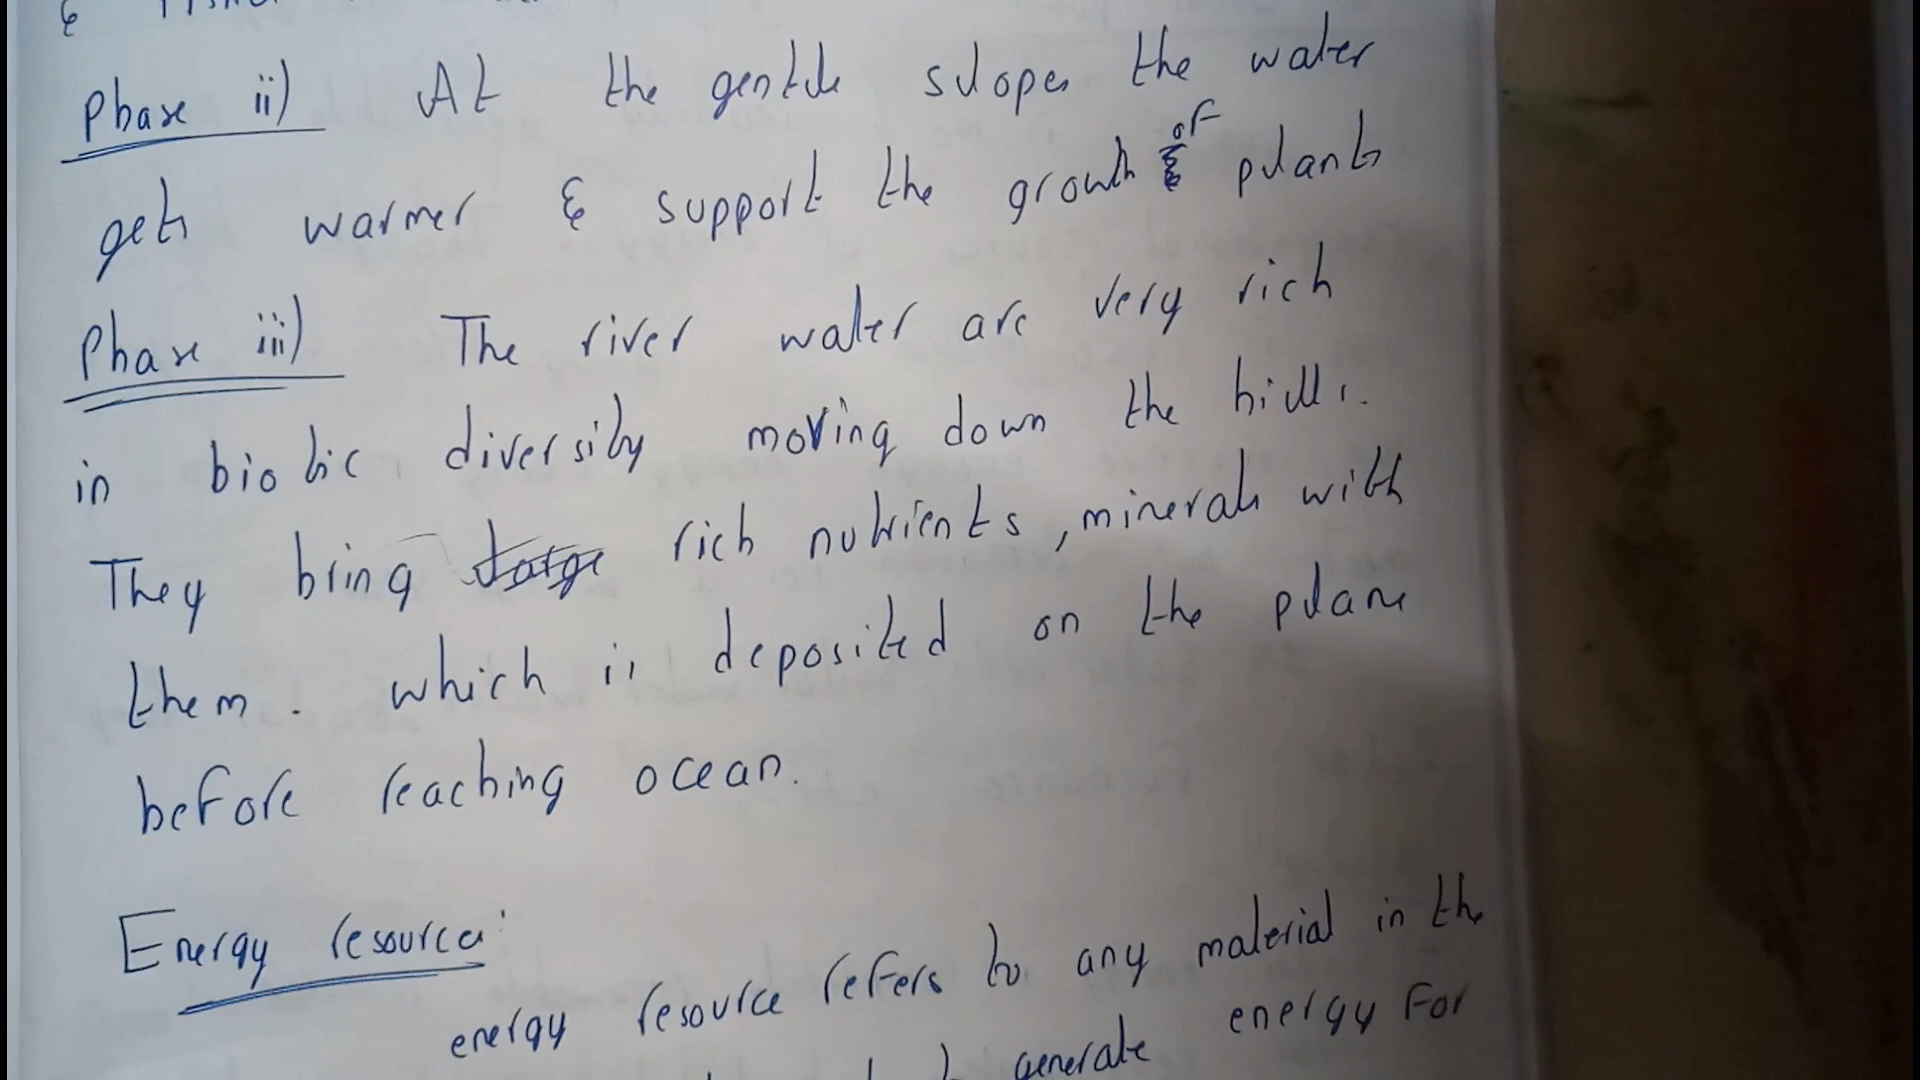 &
Phase ii) At the gentle slopes the water
gets warmer & support the growth of plants
Phase iii) The river water are very rich
in biotic diversity moving down the hills.
They bring large rich nutrients, minerals with
them. which is deposited on the plane
before reaching ocean.
Energy resource:
energy resource refers to any material in the
generate energy for